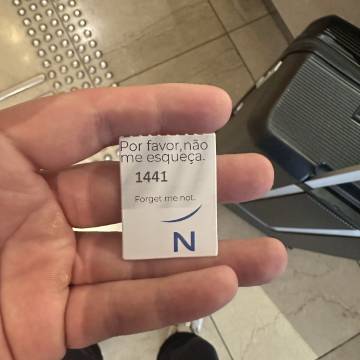 Por favor,não
me esqueça.
1441
Forget me not.
N